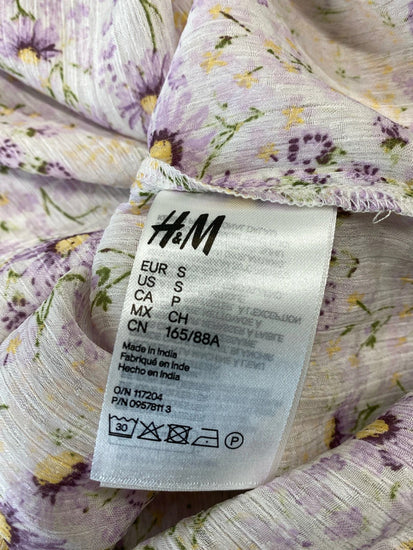 H&M
EUR S
US S
CA P
MX CH
CN 165/88A
Made in India
Fabriqué en Inde
Hecho en India
O/N 117204
P/N 0957811 3
30
P